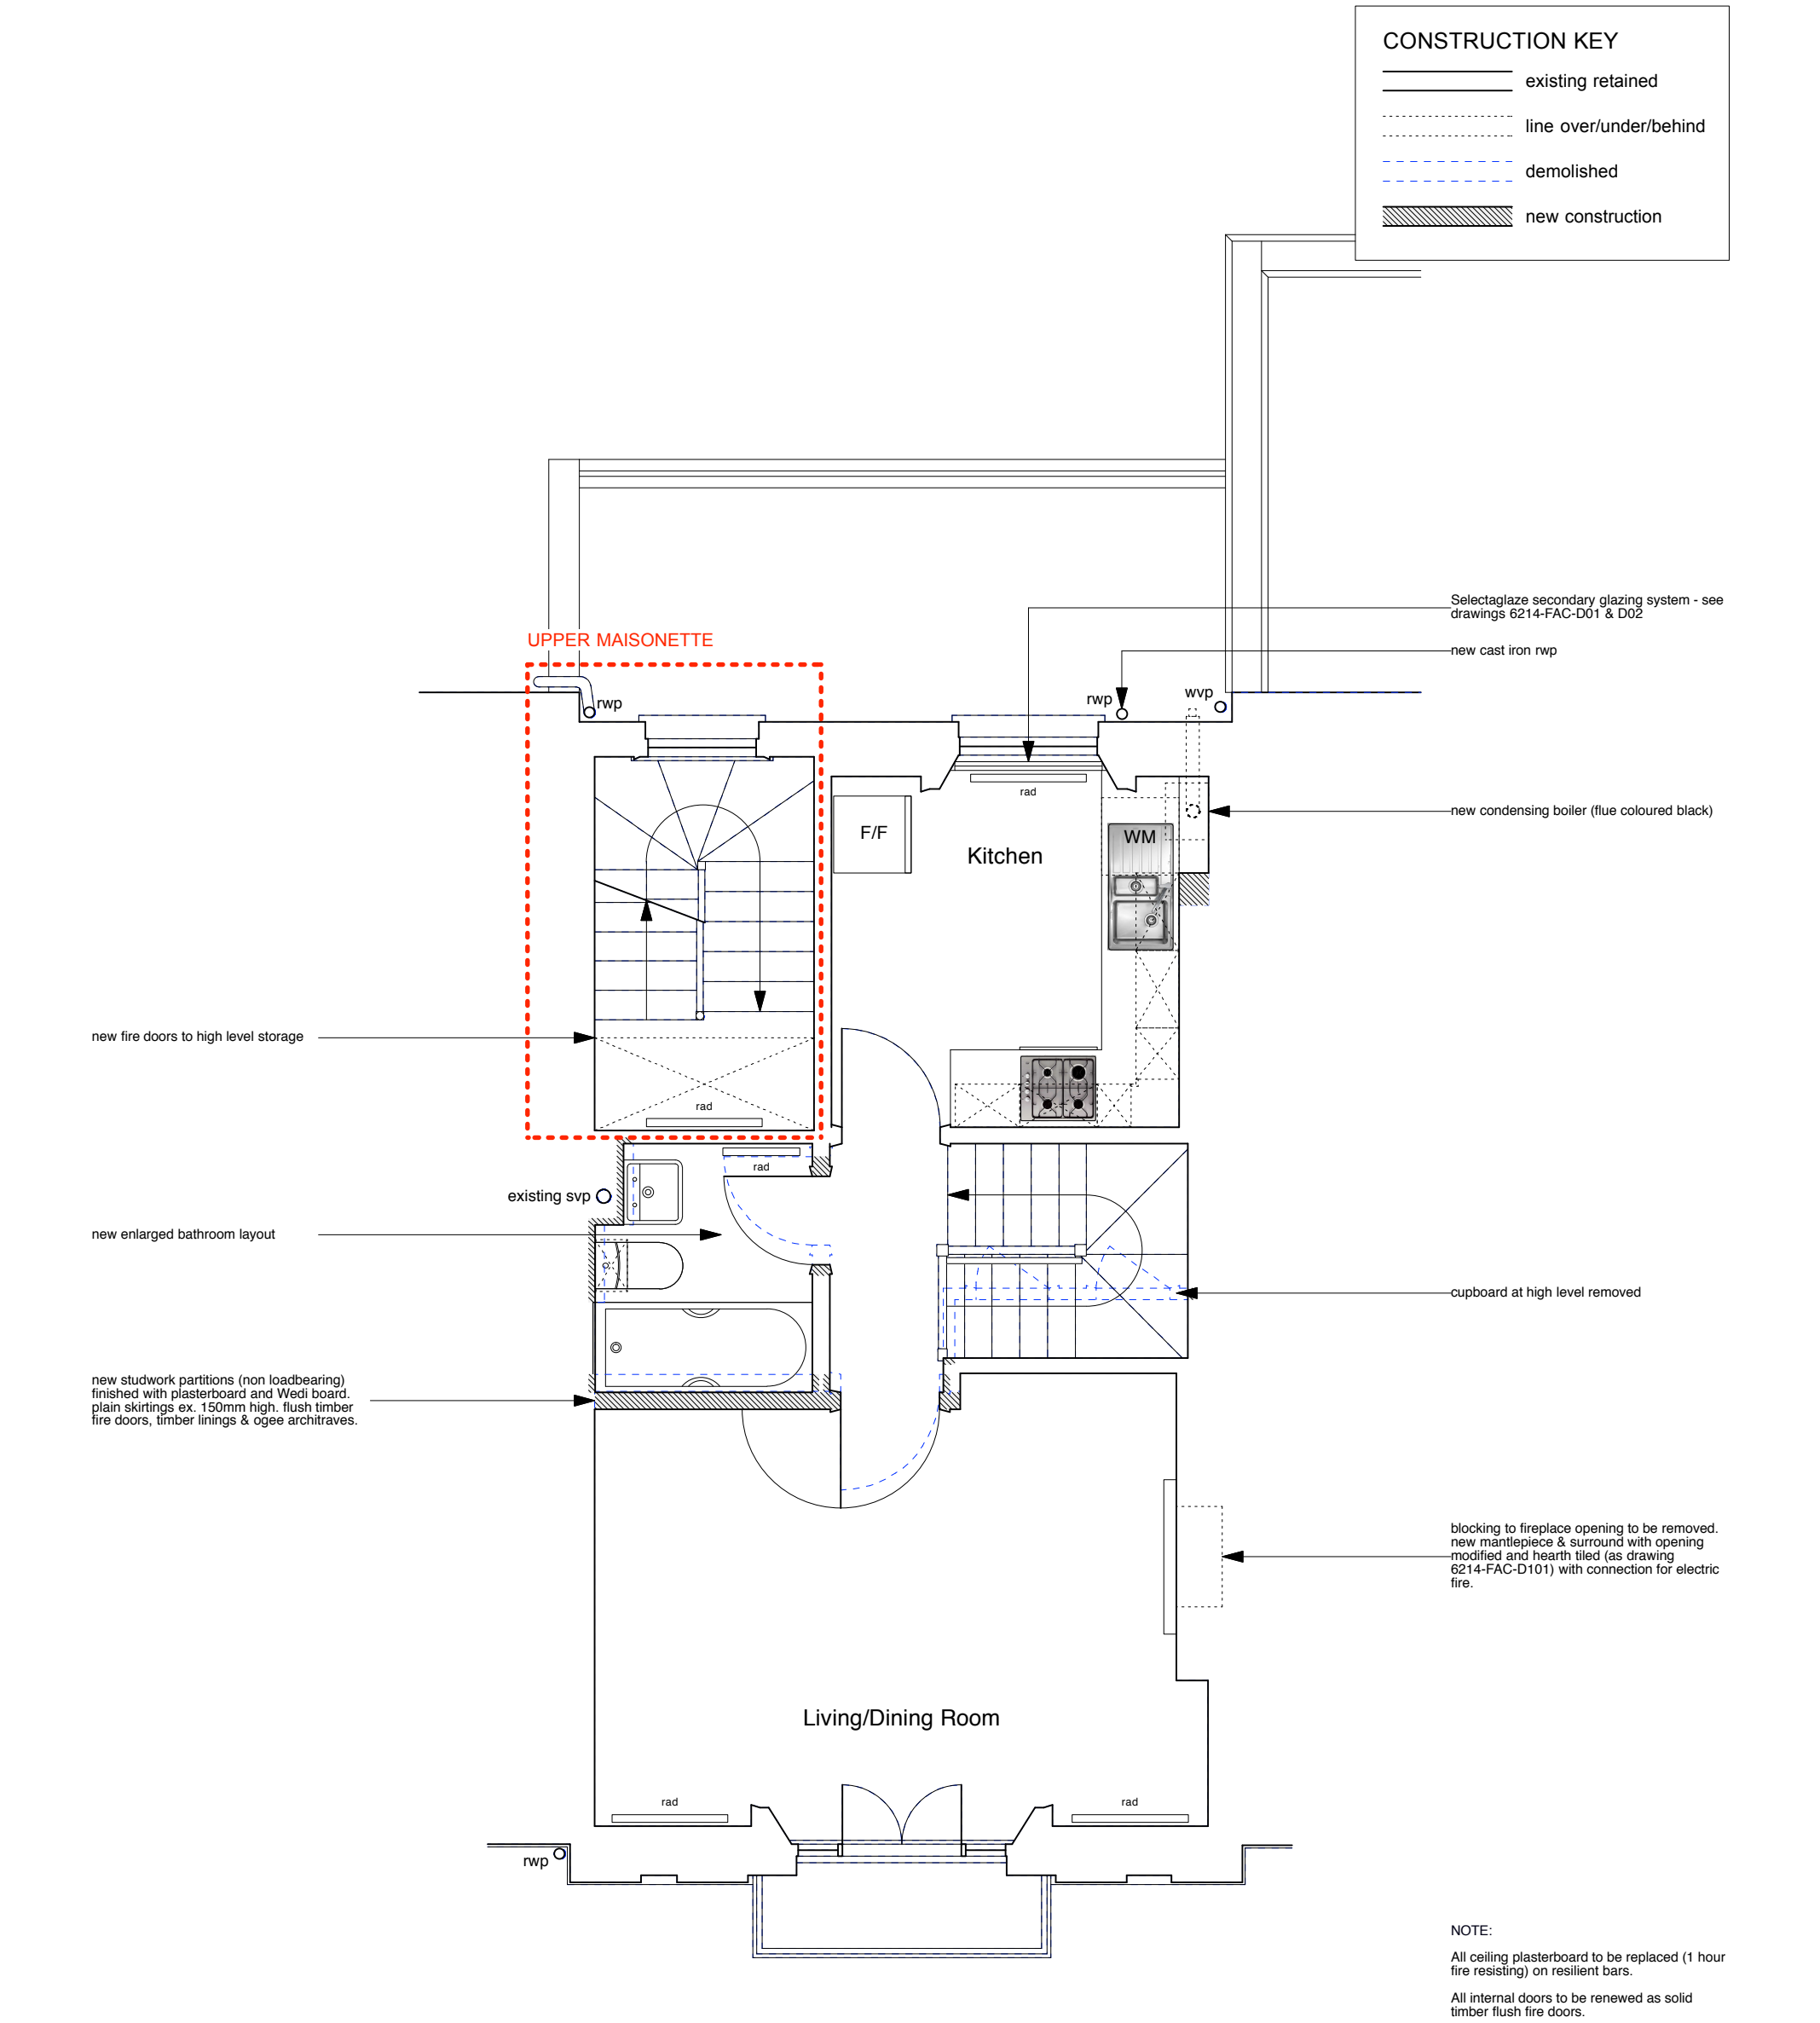 CONSTRUCTION KEY
existing retained
line over/under/behind
demolished
new construction
Selectaglaze secondary glazing system - see
drawings 6214-FAC-D01 & D02
UPPER MAISONETTE
new cast iron rwp
rwp
rwp
wvp
rad
new condensing boiler (flue coloured black)
F/F
WM
Kitchen
new fire doors to high level storage
rad
rad
existing svp
new enlarged bathroom layout
cupboard at high level removed
new studwork partitions (non loadbearing)
finished with plasterboard and Wedi board.
plain skirtings ex. 150mm high. flush timber
fire doors, timber linings & ogee architraves.
blocking to fireplace opening to be removed.
new mantlepiece & surround with opening
modified and hearth tiled (as drawing
6214-FAC-D101) with connection for electric
fire.
Living/Dining Room
rad
rad
rwp
NOTE:
All ceiling plasterboard to be replaced (1 hour
fire resisting) on resilient bars.
All internal doors to be renewed as solid
timber flush fire doors.